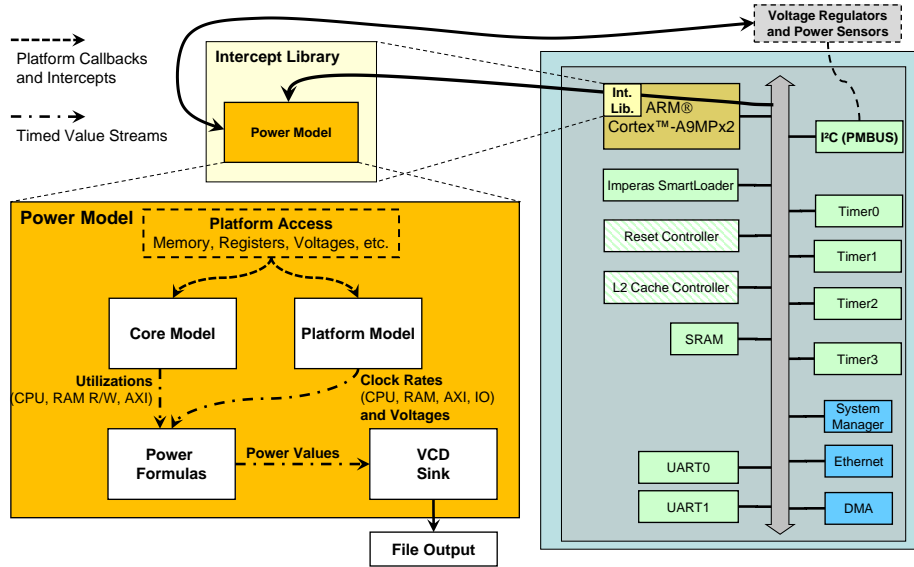 Platform Callbacks
and Intercepts
Timed Value Streams
Intercept Library
Power Model
Voltage Regulators
and Power Sensors
Int.
Lib.
ARM®
Cortex™-A9MPx2
I²C (PMBUS)
Imperas SmartLoader
Timer0
Reset Controller
Timer1
L2 Cache Controller
Timer2
SRAM
Timer3
System
Manager
UART0
Ethernet
UART1
DMA
Power Model
Platform Access
Memory, Registers, Voltages, etc.
Core Model
Platform Model
Utilizations
(CPU, RAM R/W, AXI)
Clock Rates
(CPU, RAM, AXI, IO)
and Voltages
Power
Formulas
Power Values
VCD
Sink
File Output